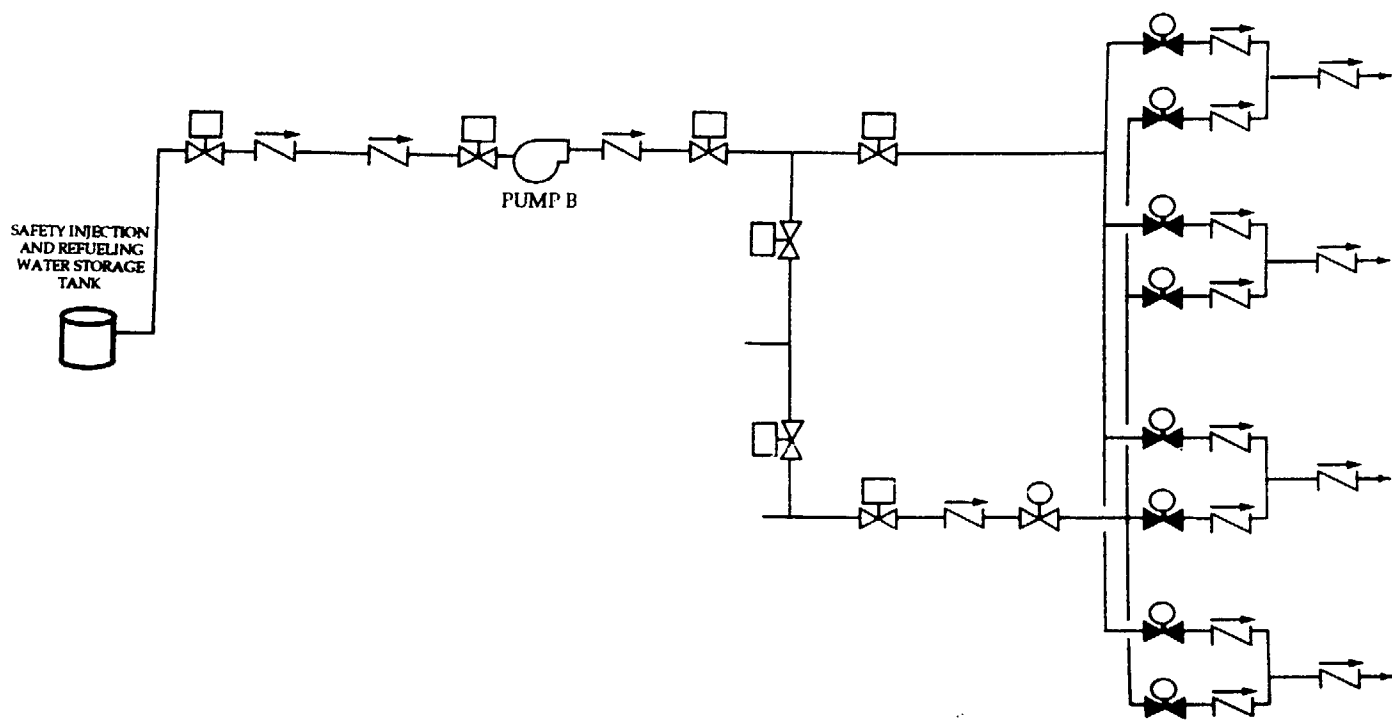 PUMP B
SAFETY INJECTION
AND REFUELING
WATER STORAGE
TANK